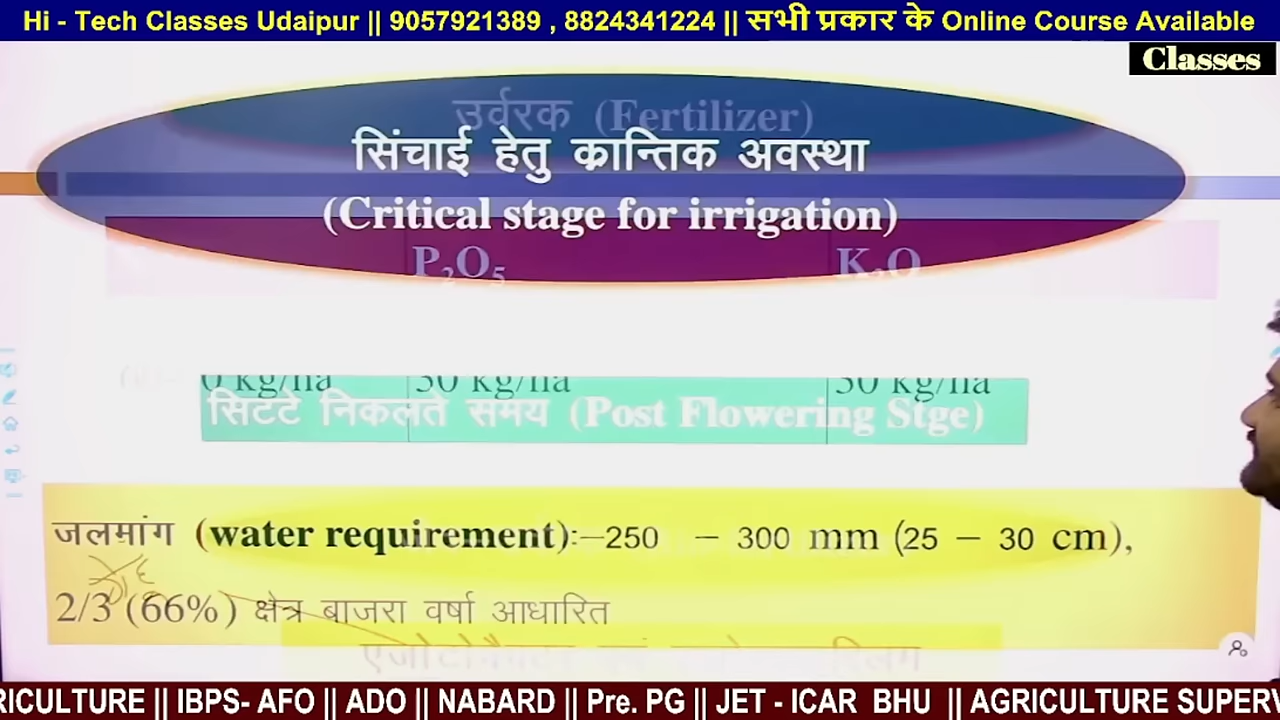 Hi - Tech Classes Udaipur || 9057921389 , 8824341224 || सभी प्रकार के Online Course Available
Classes
उर्वरक (Fertilizer)
सिंचाई हेतु क्रान्तिक अवस्था
(Critical stage for irrigation)
P₂O₅ K₂O
0 kg/ha 30 kg/ha
सिटटे निकलते समय (Post Flowering Stge)
जलमांग (water requirement):–250 – 300 mm (25 – 30 cm),
2/3 (66%) क्षेत्र बाजरा वर्षा आधारित
RICULTURE || IBPS- AFO || ADO || NABARD || Pre. PG || JET - ICAR BHU || AGRICULTURE SUPERV